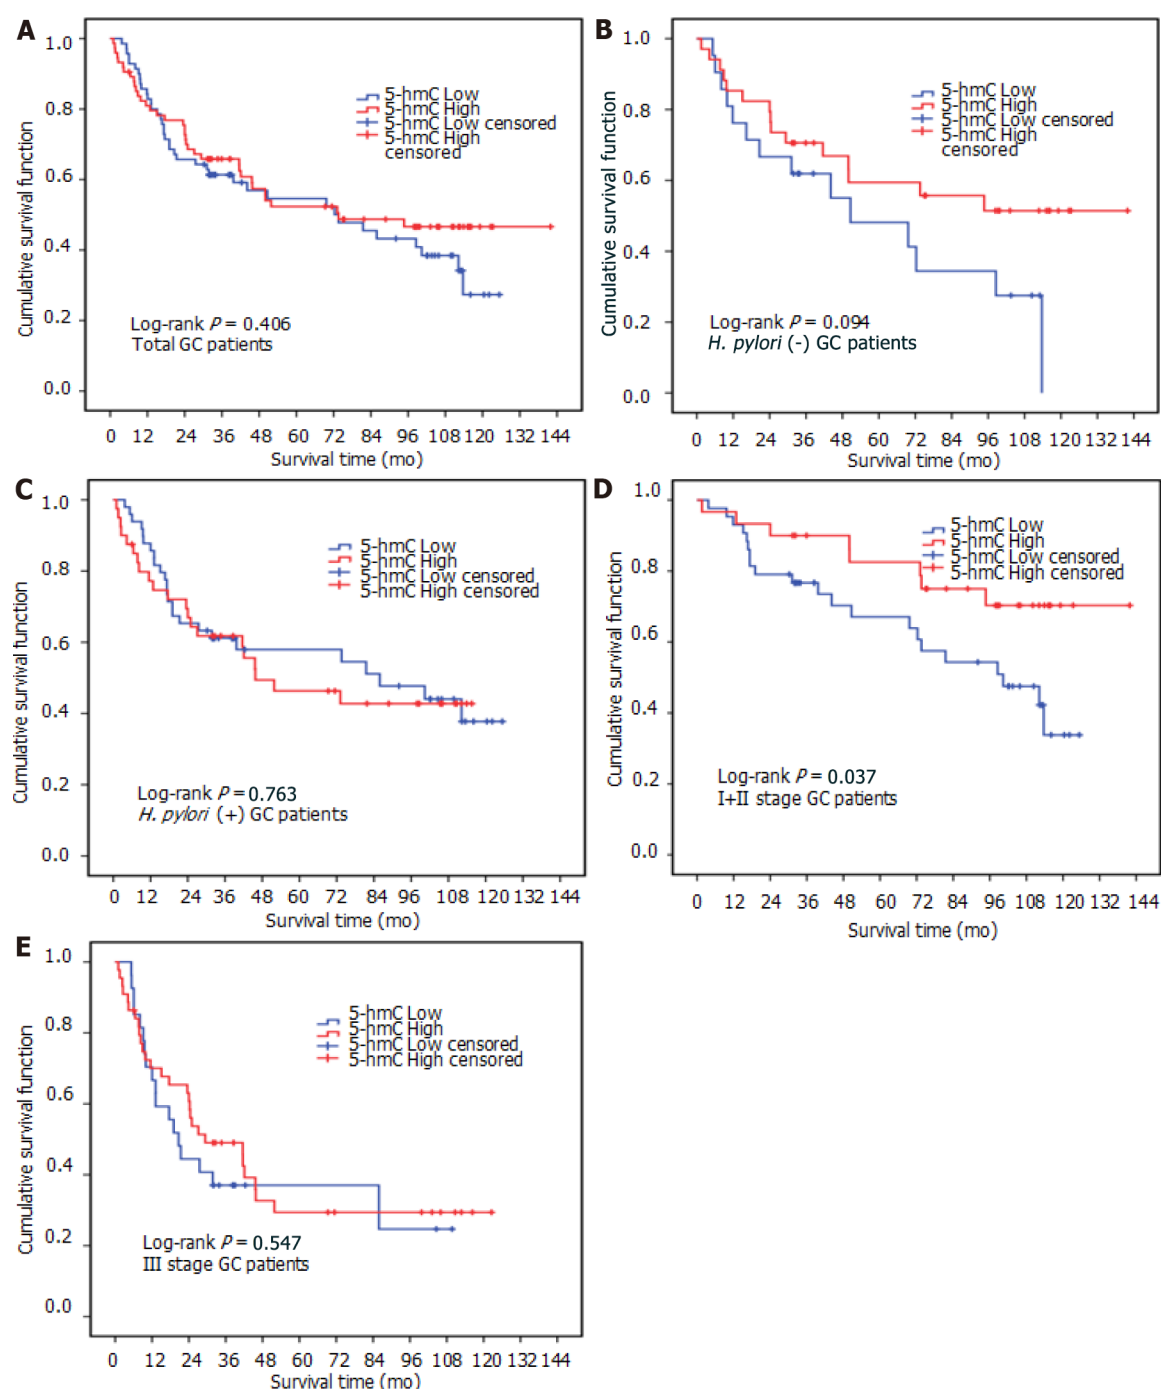 A
1.0
0.8
0.6
0.4
0.2
0.0
Cumulative survival function
5-hmC Low
5-hmC High
5-hmC Low censored
5-hmC High
censored
Log-rank P = 0.406
Total GC patients
0 12 24 36 48 60 72 84 96 108 120 132 144
Survival time (mo)
B
1.0
0.8
0.6
0.4
0.2
0.0
Cumulative survival function
5-hmC Low
5-hmC High
5-hmC Low censored
5-hmC High
censored
Log-rank P = 0.094
H. pylori (-) GC patients
0 12 24 36 48 60 72 84 96 108 120 132 144
Survival time (mo)
C
1.0
0.8
0.6
0.4
0.2
0.0
Cumulative survival function
5-hmC Low
5-hmC High
5-hmC Low censored
5-hmC High censored
Log-rank P = 0.763
H. pylori (+) GC patients
0 12 24 36 48 60 72 84 96 108 120 132 144
Survival time (mo)
D
1.0
0.8
0.6
0.4
0.2
0.0
Cumulative survival function
5-hmC Low
5-hmC High
5-hmC Low censored
5-hmC High censored
Log-rank P = 0.037
I+II stage GC patients
0 12 24 36 48 60 72 84 96 108 120 132 144
Survival time (mo)
E
1.0
0.8
0.6
0.4
0.2
0.0
Cumulative survival function
5-hmC Low
5-hmC High
5-hmC Low censored
5-hmC High censored
Log-rank P = 0.547
III stage GC patients
0 12 24 36 48 60 72 84 96 108 120 132 144
Survival time (mo)